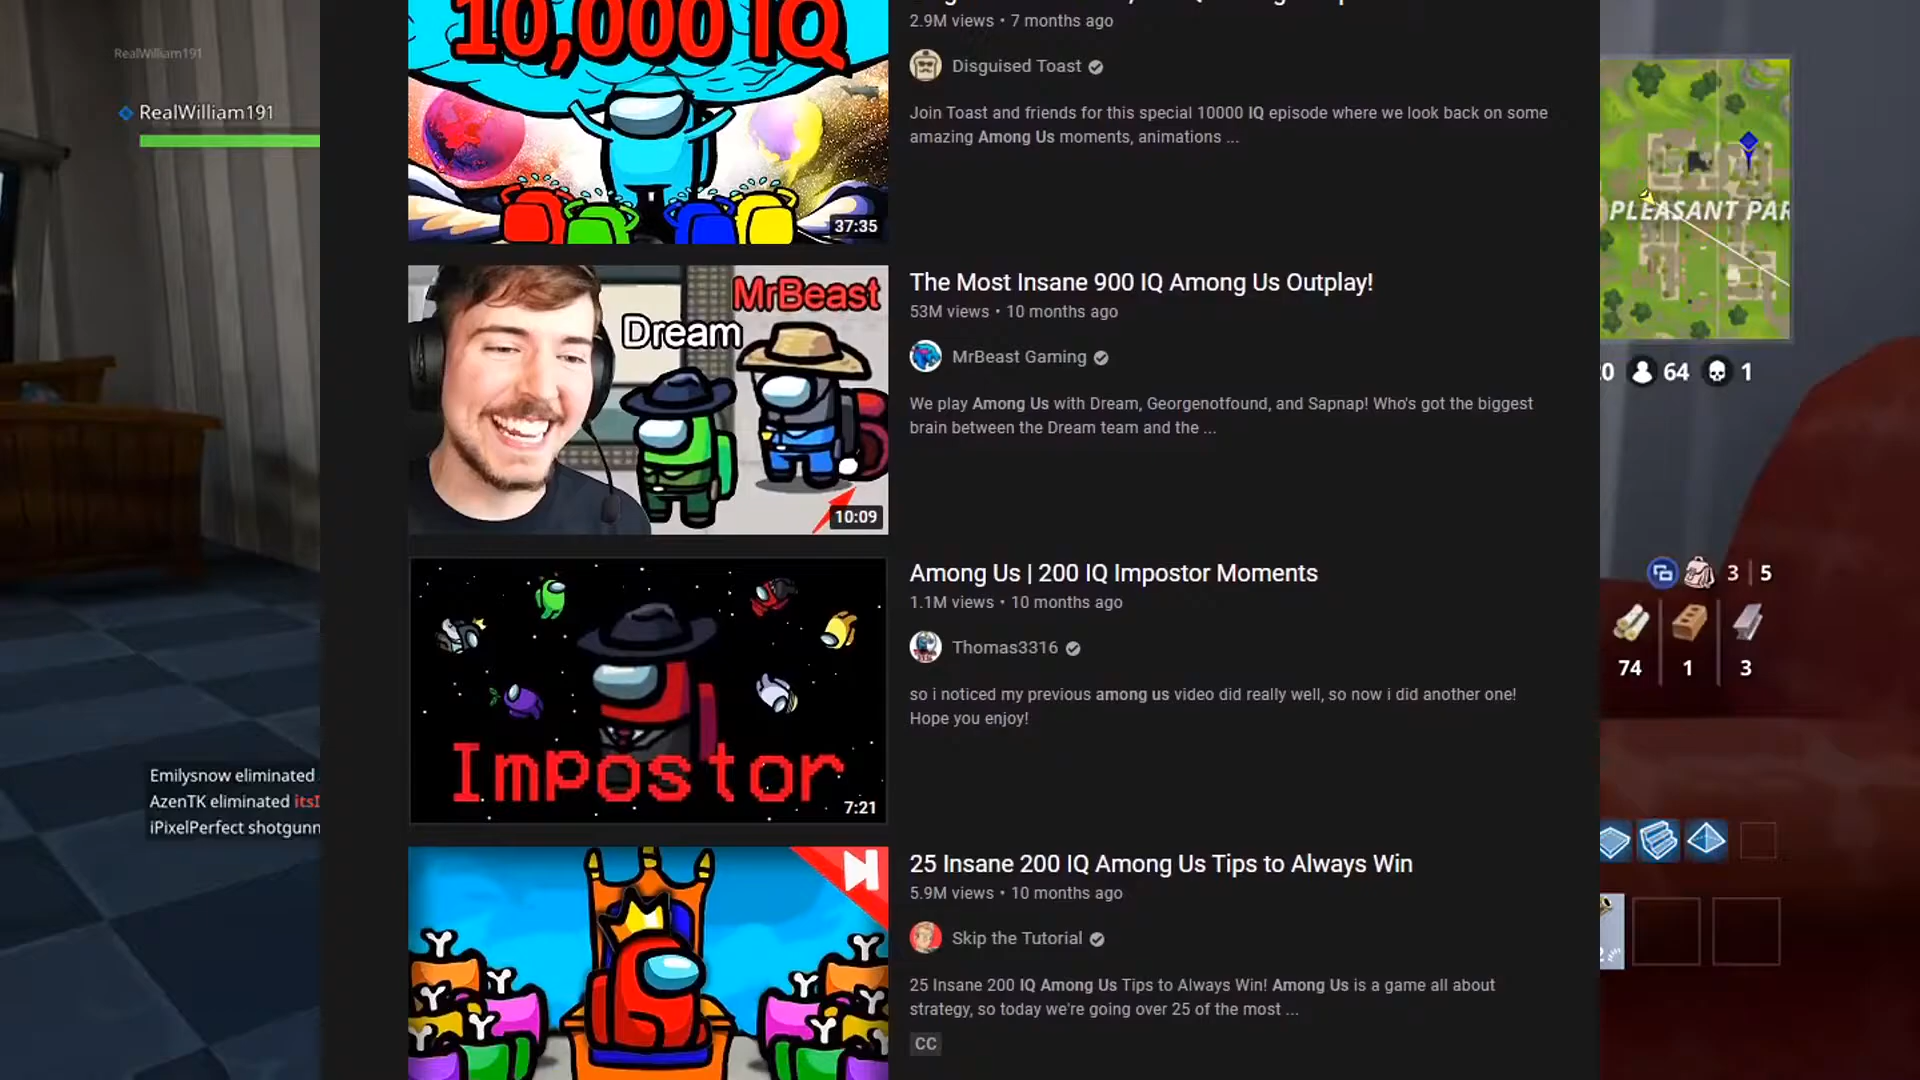 RealWilliam191
RealWilliam191
10,000 IQ
37:35
2.9M views • 7 months ago
Disguised Toast
Join Toast and friends for this special 10000 IQ episode where we look back on some
amazing Among Us moments, animations ...
MrBeast
Dream
10:09
The Most Insane 900 IQ Among Us Outplay!
53M views • 10 months ago
MrBeast Gaming
We play Among Us with Dream, Georgenotfound, and Sapnap! Who's got the biggest
brain between the Dream team and the ...
Impostor
7:21
Among Us | 200 IQ Impostor Moments
1.1M views • 10 months ago
Thomas3316
so i noticed my previous among us video did really well, so now i did another one!
Hope you enjoy!
25 Insane 200 IQ Among Us Tips to Always Win
5.9M views • 10 months ago
Skip the Tutorial
25 Insane 200 IQ Among Us Tips to Always Win! Among Us is a game all about
strategy, so today we're going over 25 of the most ...
CC
Emilysnow eliminated
AzenTK eliminated
iPixelPerfect
PLEASANT
64 1
3 | 5
74 1 3